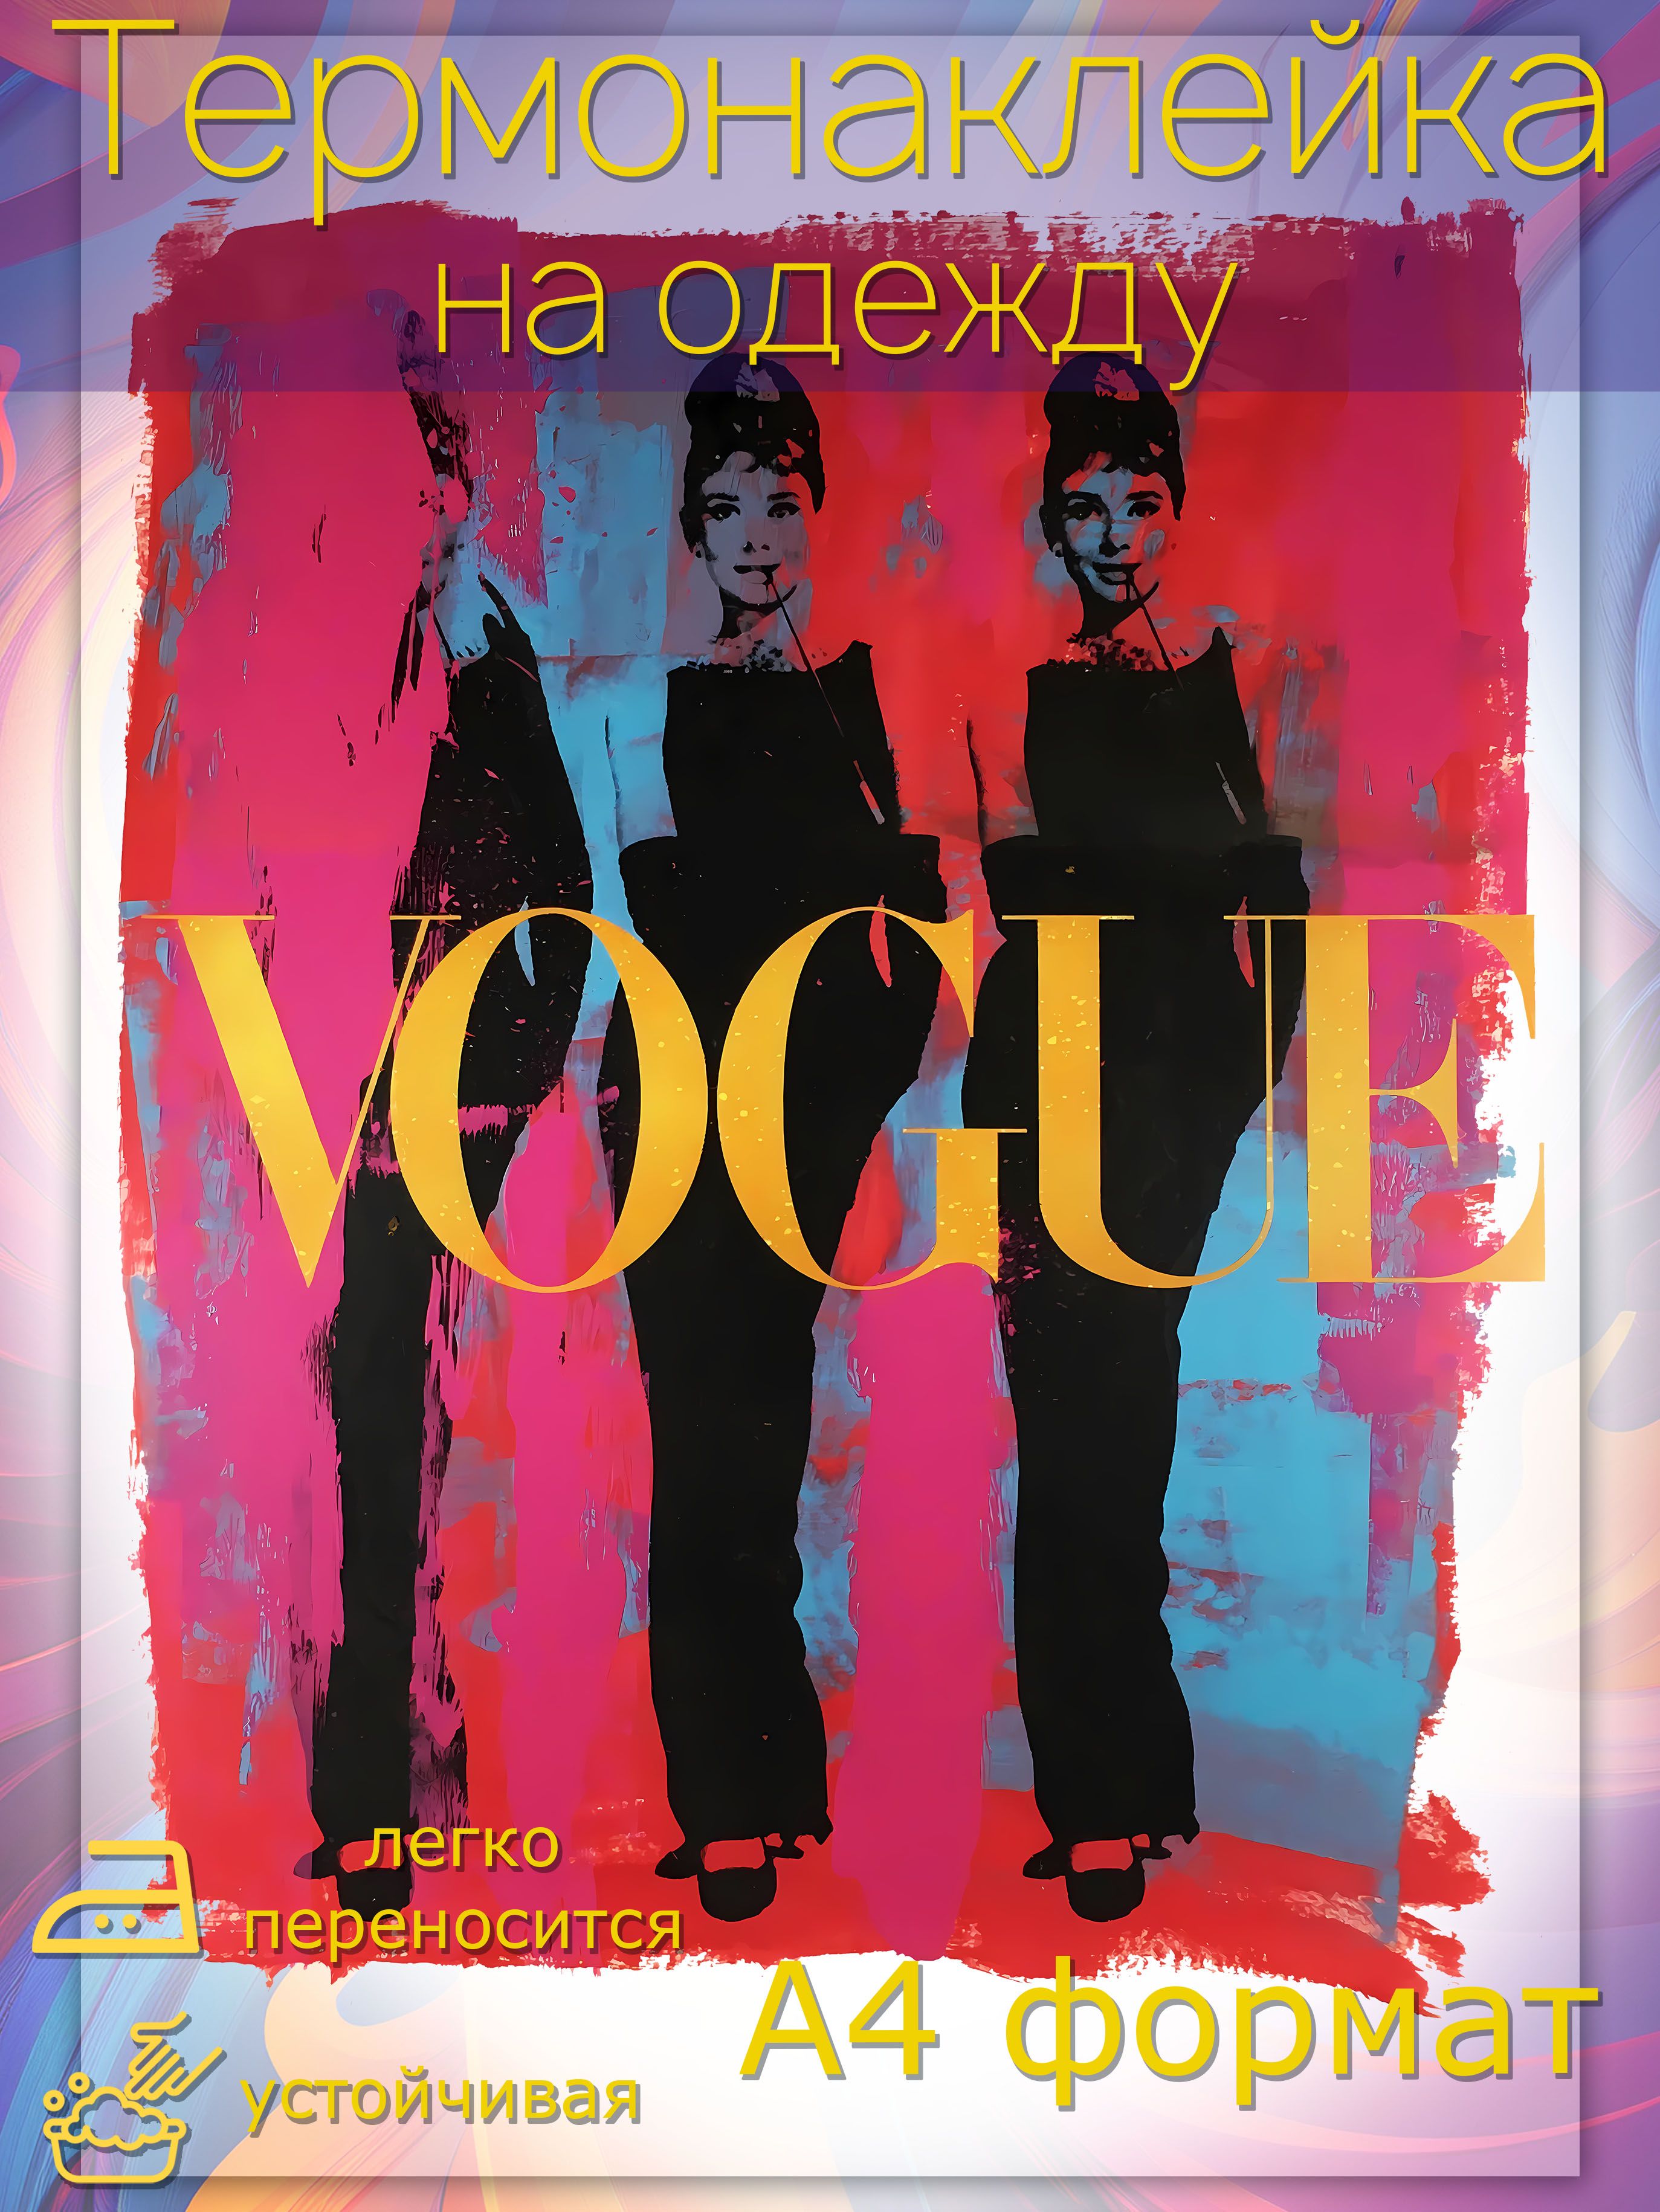 Термонаклейка
на одежду
VOGUE
легко
переносится
А4 формат
устойчивая